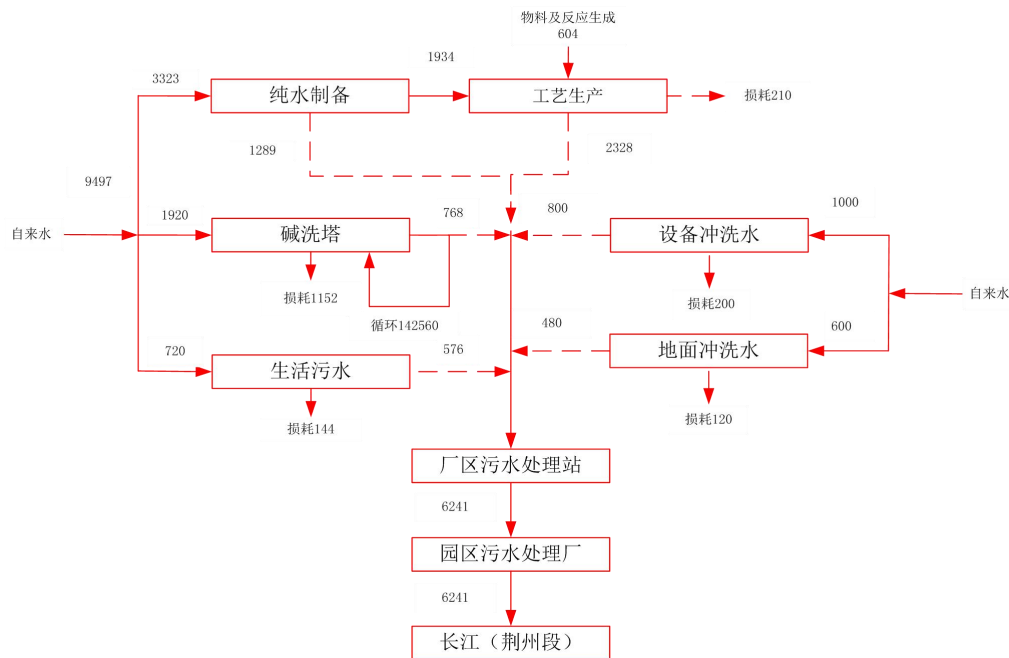 物料及反应生成
604
1934
3323
纯水制备
工艺生产
损耗210
1289
2328
9497
自来水
1920
768
800
1000
碱洗塔
设备冲洗水
损耗1152
损耗200
自来水
循环142560
480
600
720
576
地面冲洗水
生活污水
损耗144
损耗120
厂区污水处理站
6241
园区污水处理厂
6241
长江（荆州段）